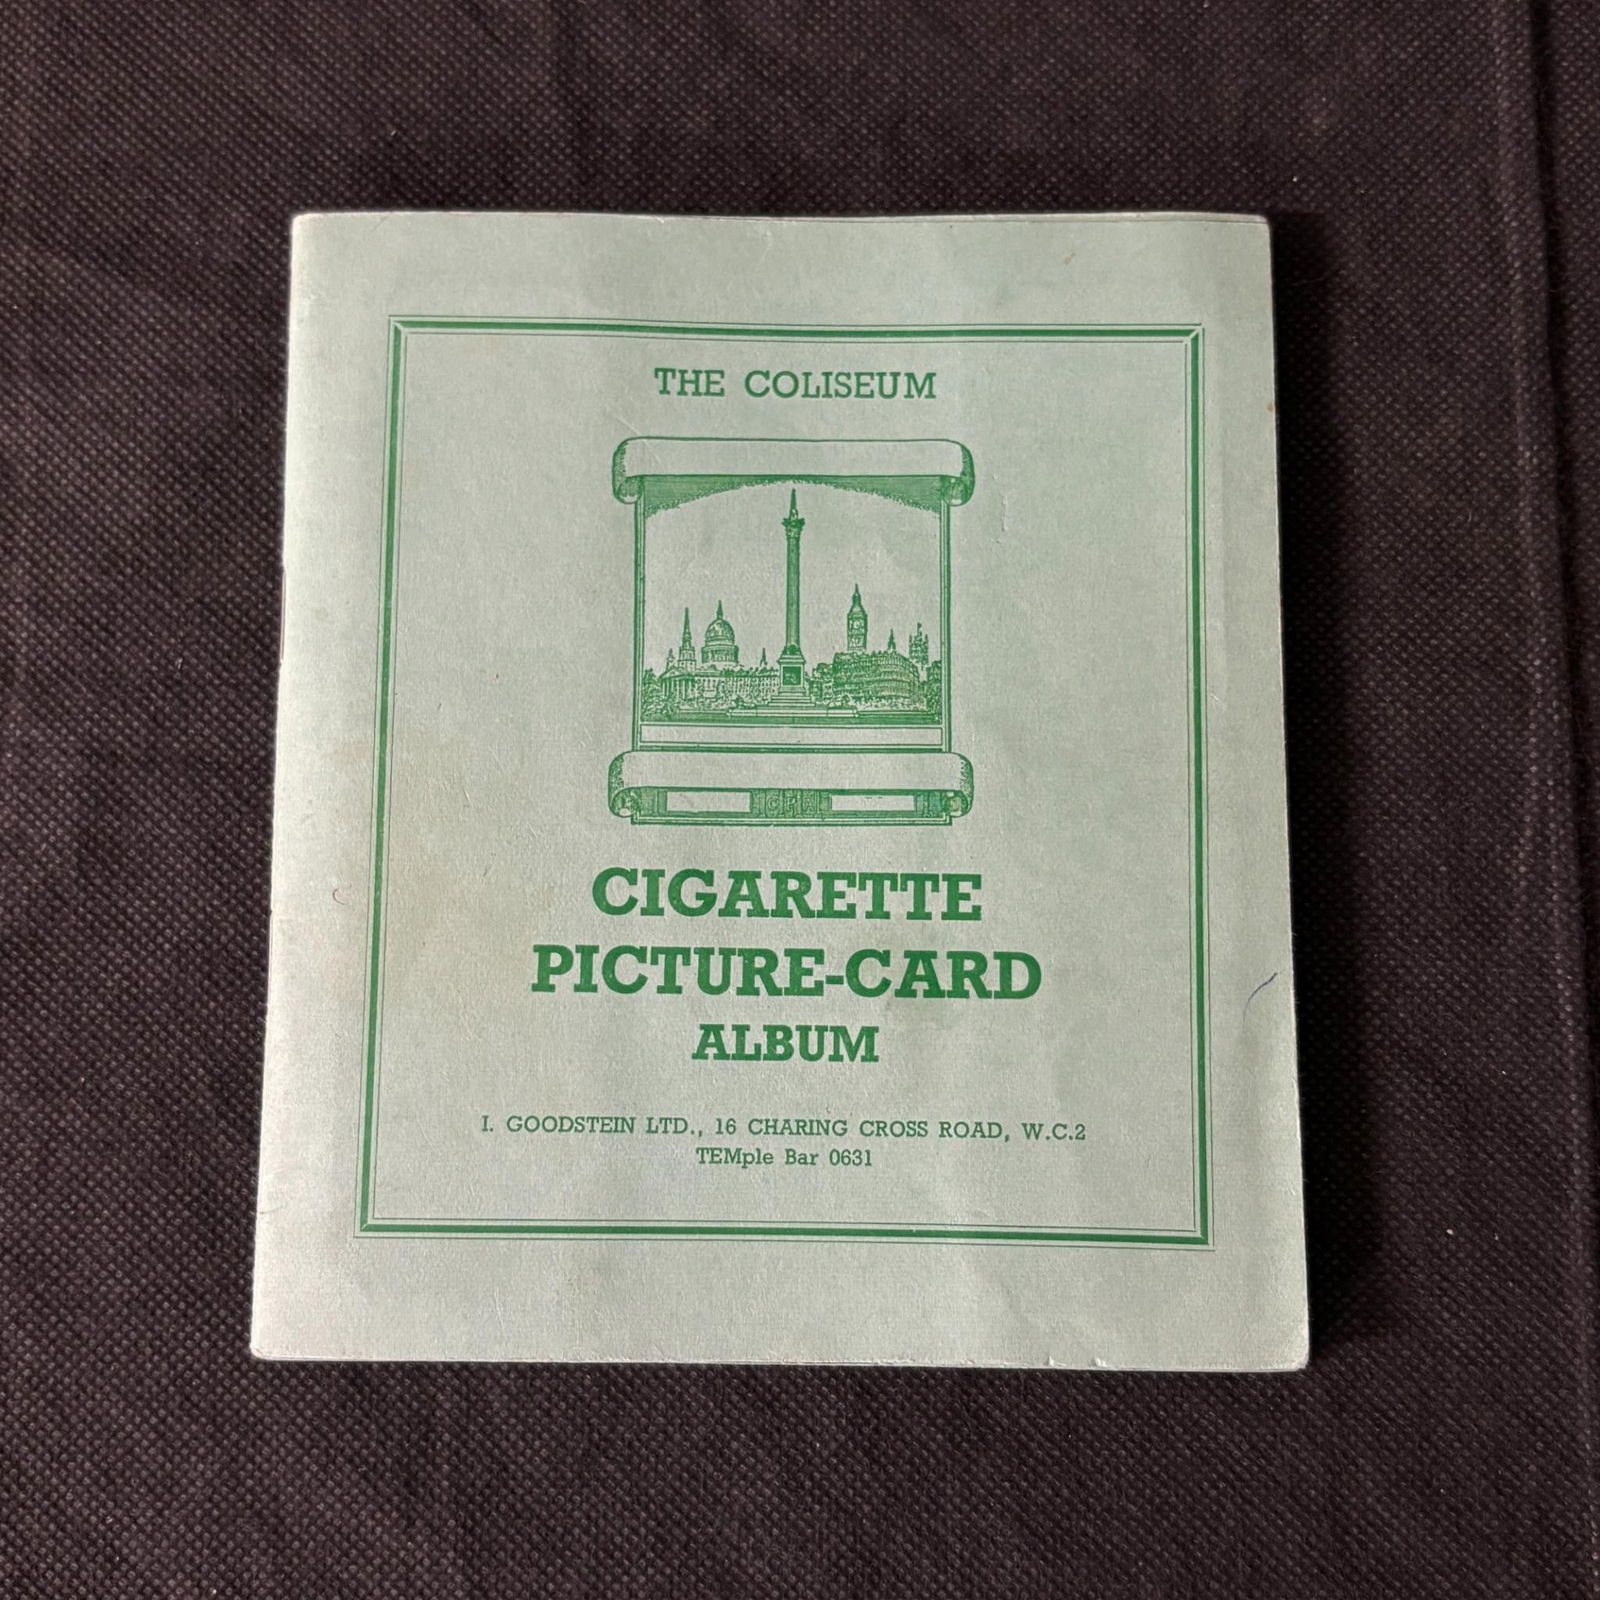 THE COLISEUM
CIGARETTE
PICTURE-CARD
ALBUM
I. GOODSTEIN LTD., 16 CHARING CROSS ROAD, W.C.2
TEMple Bar 0631